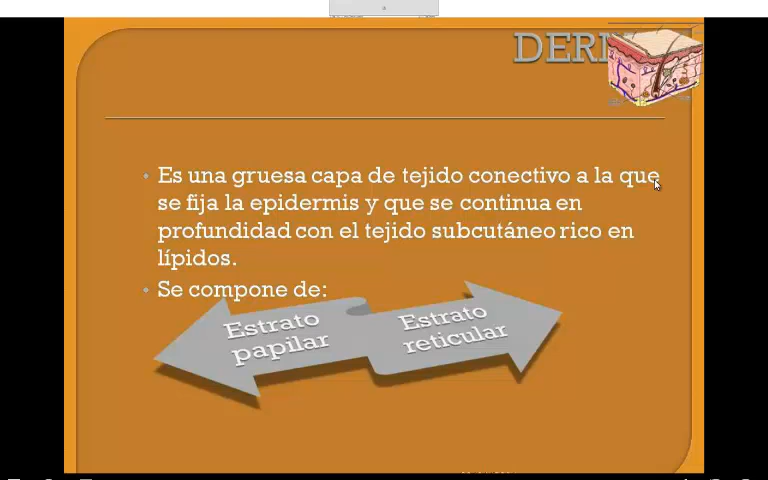 Es una gruesa capa de tejido conectivo a la que
se fija la epidermis y que se continua en
profundidad con el tejido subcutáneo rico en
lípidos.
Se compone de:
Estrato
papilar
Estrato
reticular